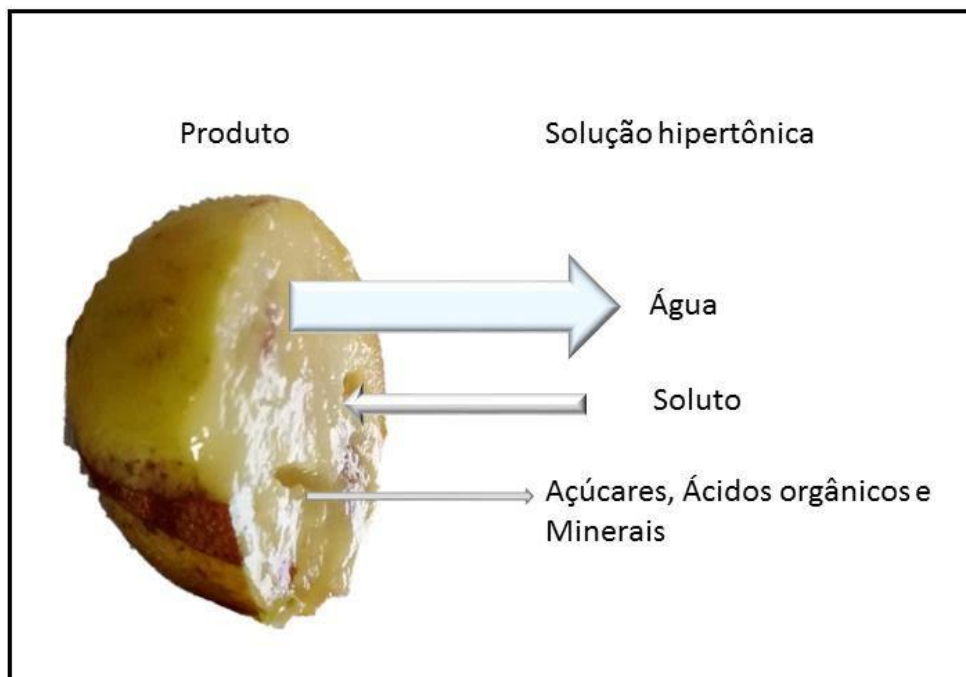 Produto
Solução hipertônica
Água
Soluto
Açúcares, Ácidos orgânicos e
Minerais